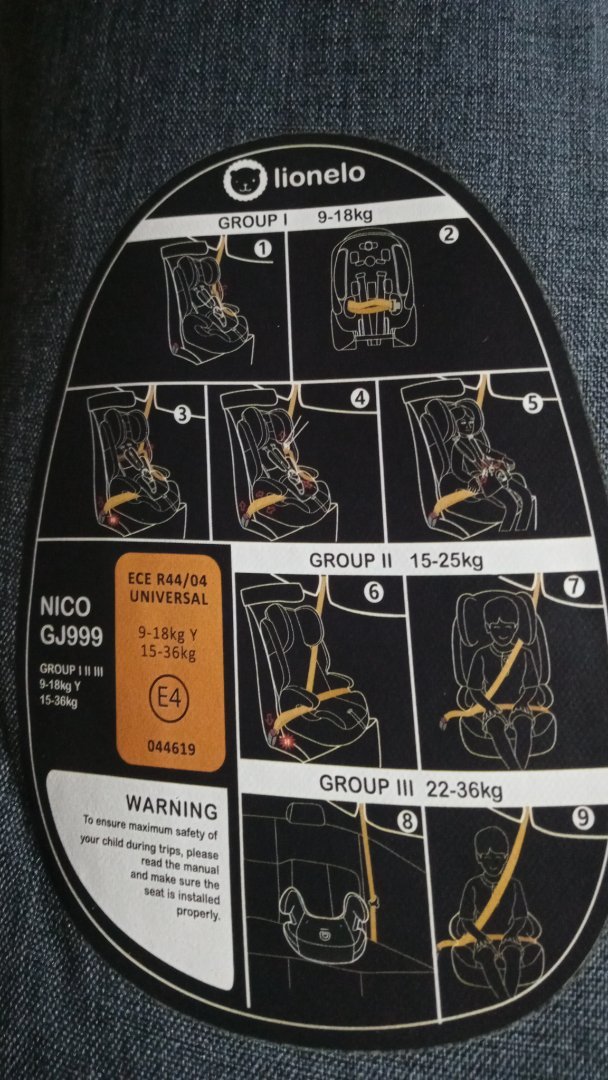 lionelo
GROUP I 9-18kg
1
2
3
4
5
NICO
GJ999
GROUP I II III
9-18kg Y
15-36kg
ECE R44/04
UNIVERSAL
9-18kg Y
15-36kg
E4
044619
GROUP II 15-25kg
6
7
GROUP III 22-36kg
8
9
WARNING
To ensure maximum safety of
your child during trips, please
read the manual
and make sure the
seat is installed
properly.